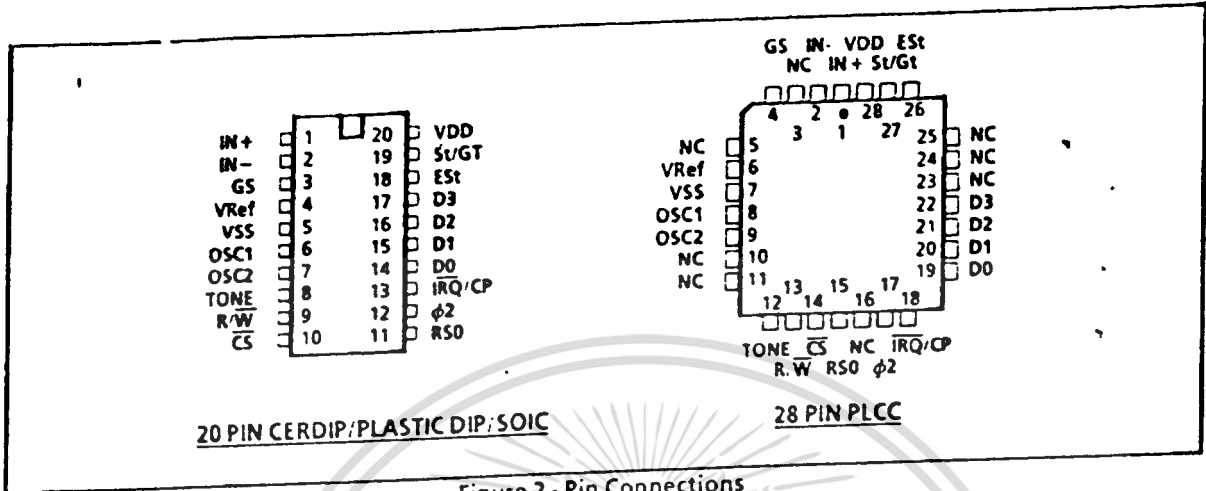 IN+ 1 20 VDD
IN- 2 19 St/GT
GS 3 18 ESt
VRef 4 17 D3
VSS 5 16 D2
OSC1 6 15 D1
OSC2 7 14 D0
TONE 8 13 IRQ/CP
R/W 9 12 φ2
CS 10 11 RS0
20 PIN CERDIP/PLASTIC DIP/SOIC
GS IN- VDD ESt
NC IN+ St/Gt
4 2 28 26
3 1 27
NC 5 25 NC
VRef 6 24 NC
VSS 7 23 NC
OSC1 8 22 D3
OSC2 9 21 D2
NC 10 20 D1
NC 11 19 D0
13 15 17
12 14 16 18
TONE CS NC IRQ/CP
R.W RS0 φ2
28 PIN PLCC
Figure 2 - Pin Connections